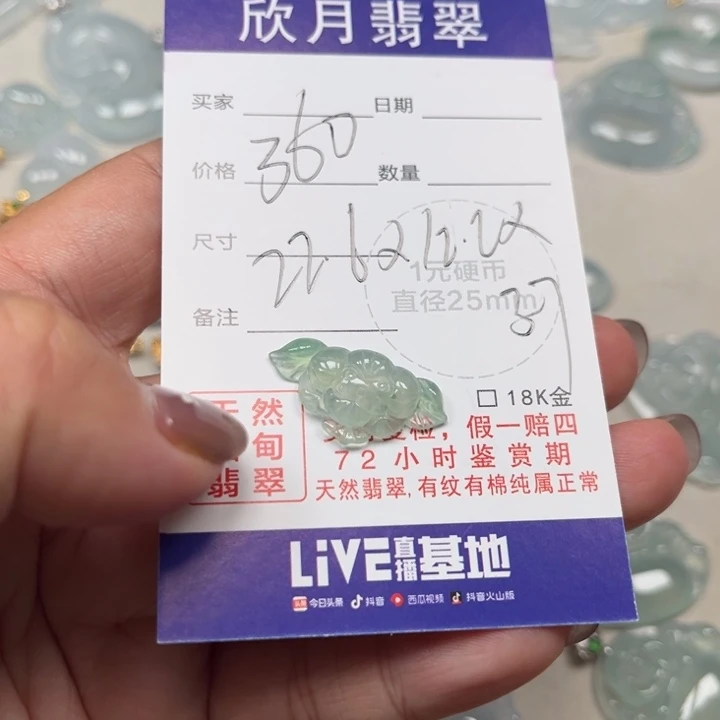 欣月翡翠
买家 日期
价格 360 数量
尺寸 22.62
1元硬币
备注 直径25mm
18K金
天然
甸
翡翠
假一赔四
72小时鉴赏期
天然翡翠,有纹有棉纯属正常
LiVE直播基地
头条 今日头条 抖音 西瓜视频 抖音火山版